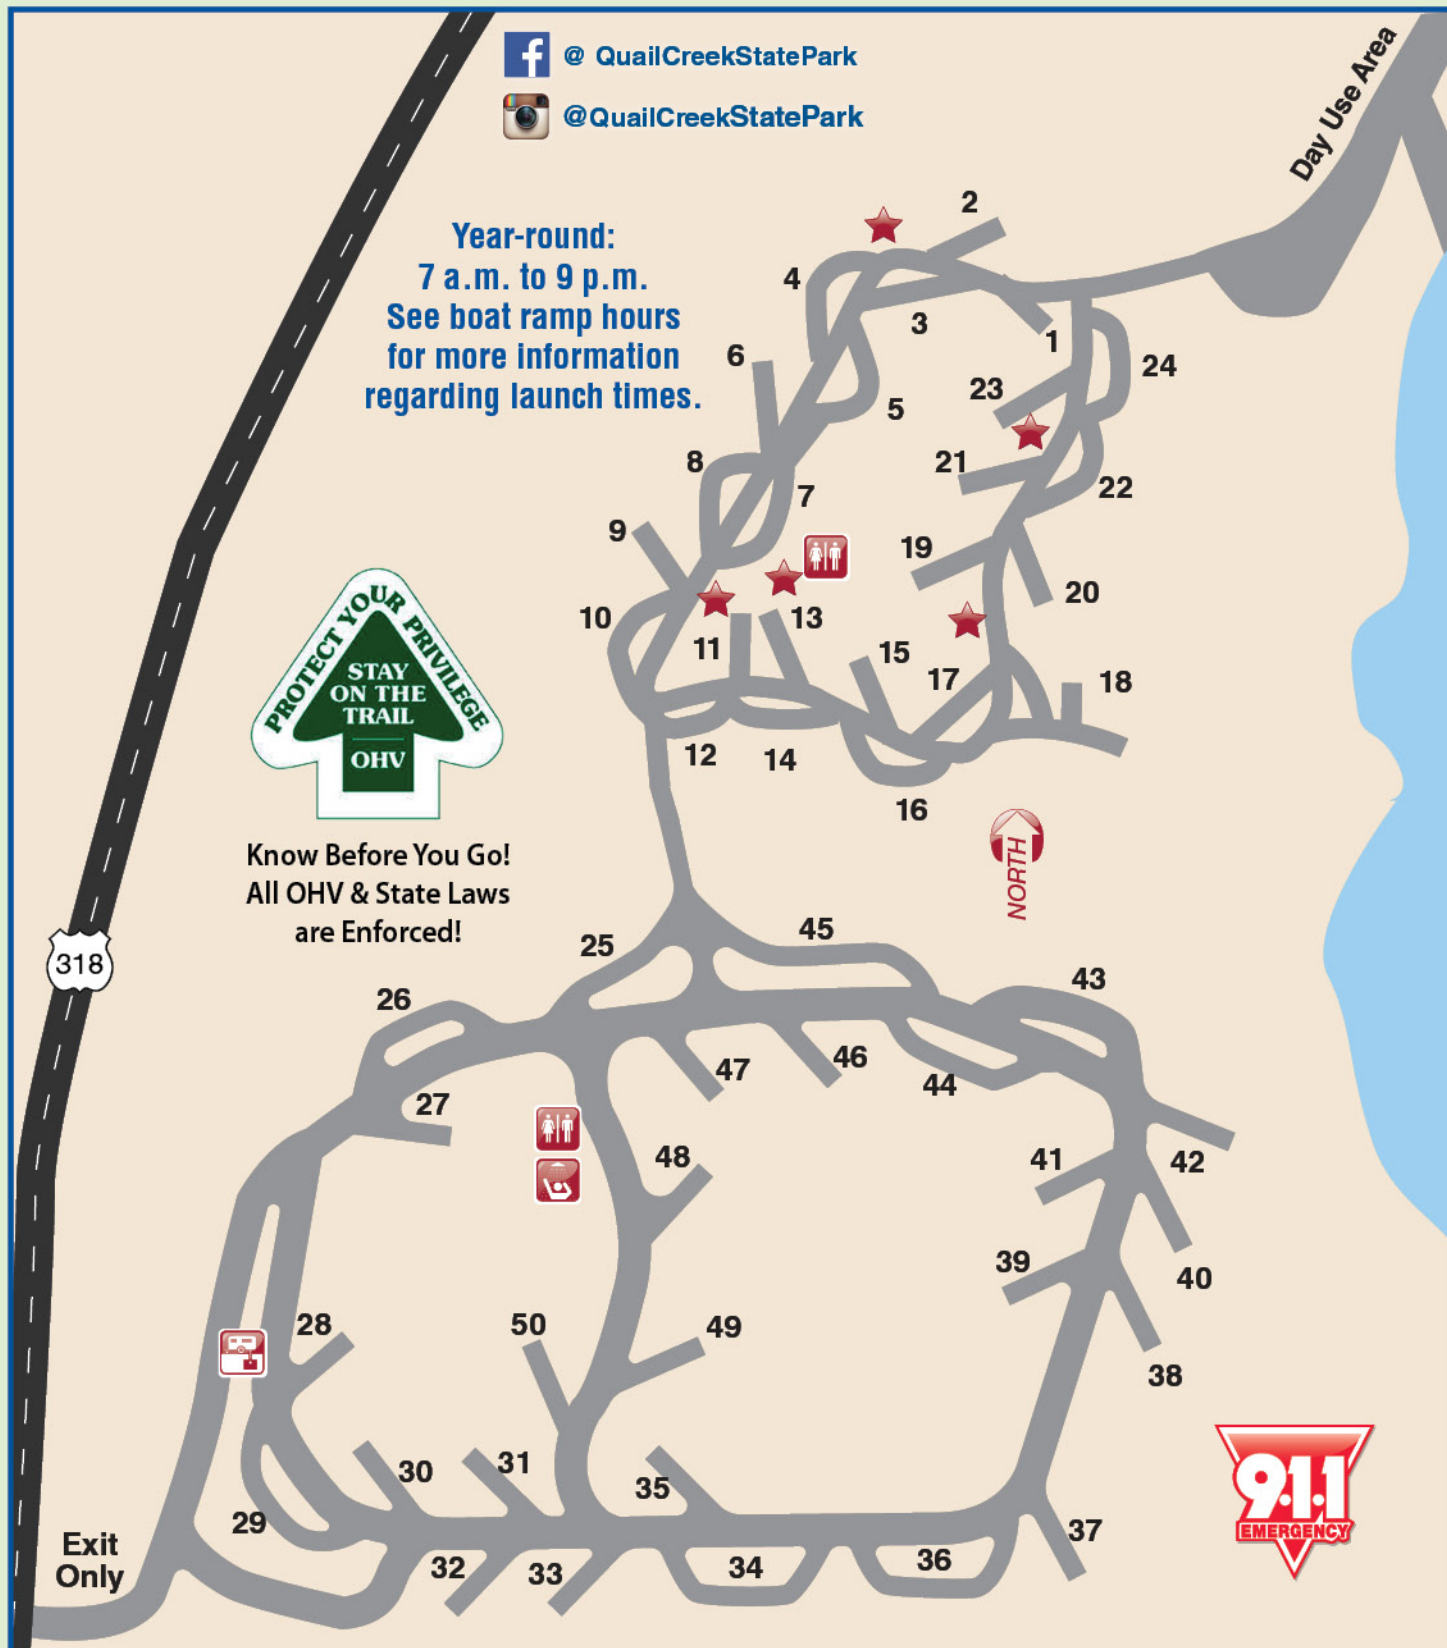 @ QuailCreekStatePark
@QuailCreekStatePark
Day Use Area
Year-round:
7 a.m. to 9 p.m.
See boat ramp hours
for more information
regarding launch times.
2
4
3
1
6
24
23
5
8
21
7
22
9
19
20
10
13
11
15
17
18
12
14
16
PROTECT YOUR PRIVILEGE
STAY
ON THE
TRAIL
OHV
Know Before You Go!
All OHV & State Laws
are Enforced!
NORTH
318
25
45
26
43
47
46
44
27
48
41
42
39
40
28
50
49
38
30
31
35
29
37
32
33
34
36
Exit
Only
9·1·1
EMERGENCY